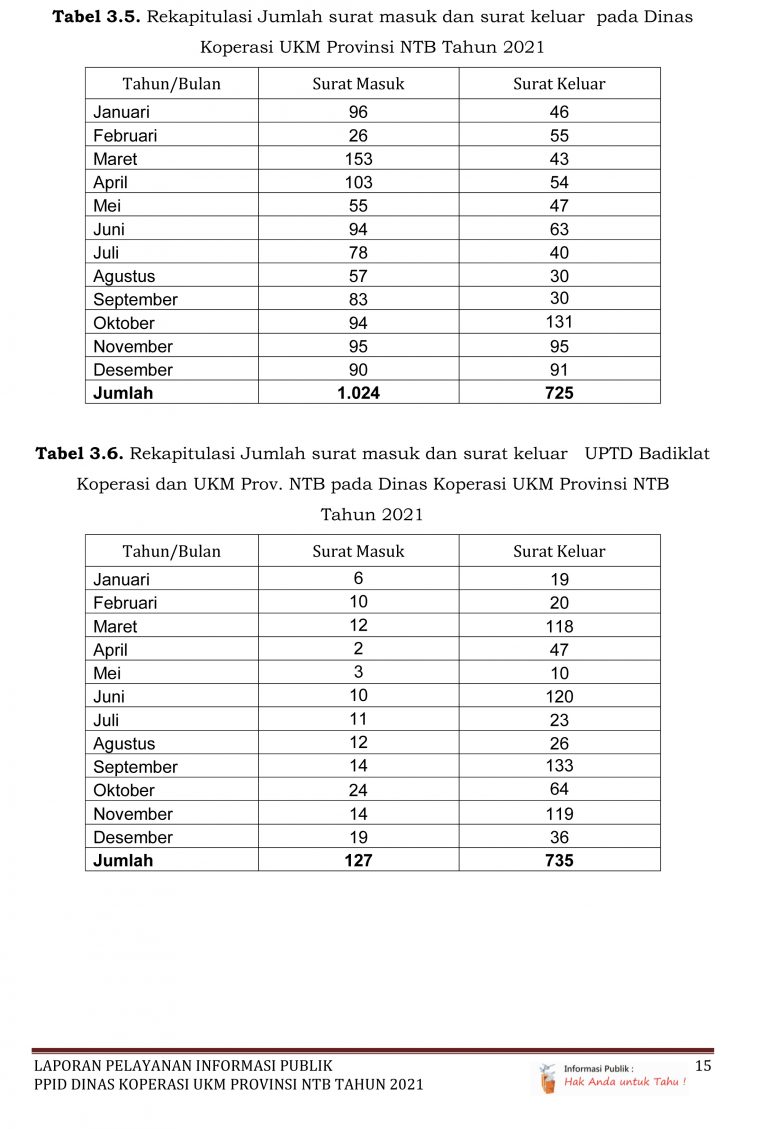 Tabel 3.5. Rekapitulasi Jumlah surat masuk dan surat keluar pada Dinas
Koperasi UKM Provinsi NTB Tahun 2021
Tahun/Bulan Surat Masuk Surat Keluar
Januari 96 46
Februari 26 55
Maret 153 43
April 103 54
Mei 55 47
Juni 94 63
Juli 78 40
Agustus 57 30
September 83 30
Oktober 94 131
November 95 95
Desember 90 91
Jumlah 1.024 725
Tabel 3.6. Rekapitulasi Jumlah surat masuk dan surat keluar UPTD Badiklat
Koperasi dan UKM Prov. NTB pada Dinas Koperasi UKM Provinsi NTB
Tahun 2021
Tahun/Bulan Surat Masuk Surat Keluar
Januari 6 19
Februari 10 20
Maret 12 118
April 2 47
Mei 3 10
Juni 10 120
Juli 11 23
Agustus 12 26
September 14 133
Oktober 24 64
November 14 119
Desember 19 36
Jumlah 127 735
LAPORAN PELAYANAN INFORMASI PUBLIK 15
PPID DINAS KOPERASI UKM PROVINSI NTB TAHUN 2021
Informasi Publik :
Hak Anda untuk Tahu !